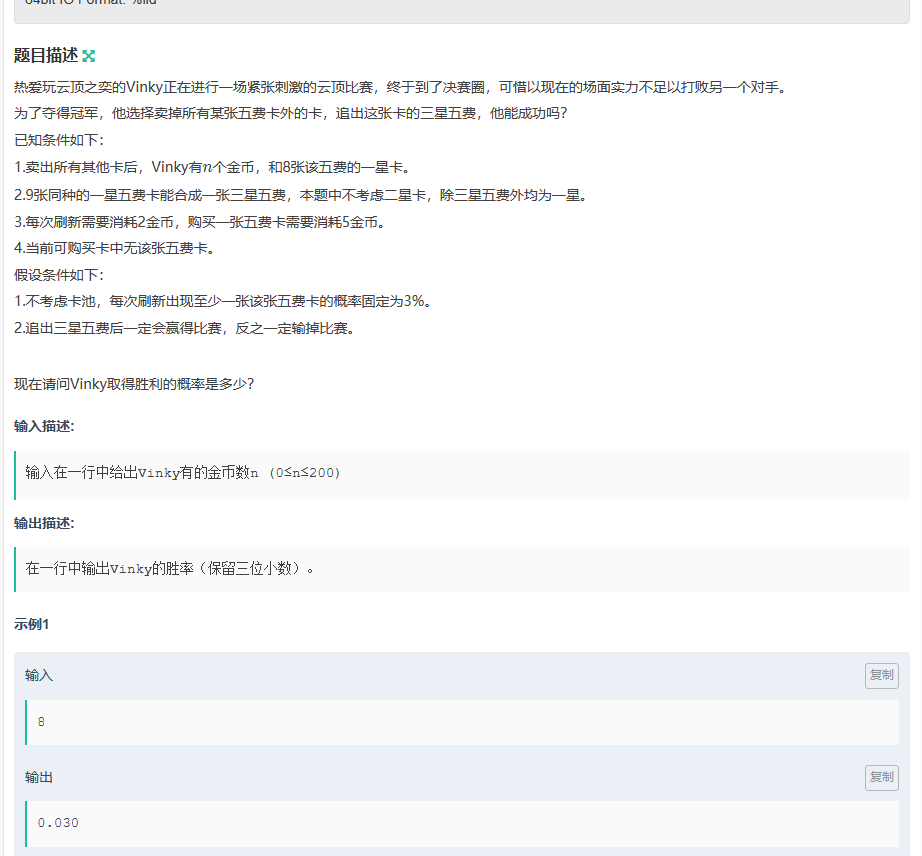 64bit IO Format: %lld
题目描述
热爱玩云顶之弈的Vinky正在进行一场紧张刺激的云顶比赛，终于到了决赛圈，可惜以现在的场面实力不足以打败另一个对手。
为了夺得冠军，他选择卖掉所有某张五费卡外的卡，追出这张卡的三星五费，他能成功吗？
已知条件如下：
1.卖出所有其他卡后，Vinky有n个金币，和8张该五费的一星卡。
2.9张同种的一星五费卡能合成一张三星五费，本题中不考虑二星卡，除三星五费外均为一星。
3.每次刷新需要消耗2金币，购买一张五费卡需要消耗5金币。
4.当前可购买卡中无该张五费卡。
假设条件如下：
1.不考虑卡池，每次刷新出现至少一张该张五费卡的概率固定为3%。
2.追出三星五费后一定会赢得比赛，反之一定输掉比赛。
现在请问Vinky取得胜利的概率是多少？
输入描述:
输入在一行中给出Vinky有的金币数n (0≤n≤200)
输出描述:
在一行中输出Vinky的胜率（保留三位小数）。
示例1
输入
复制
8
输出
复制
0.030